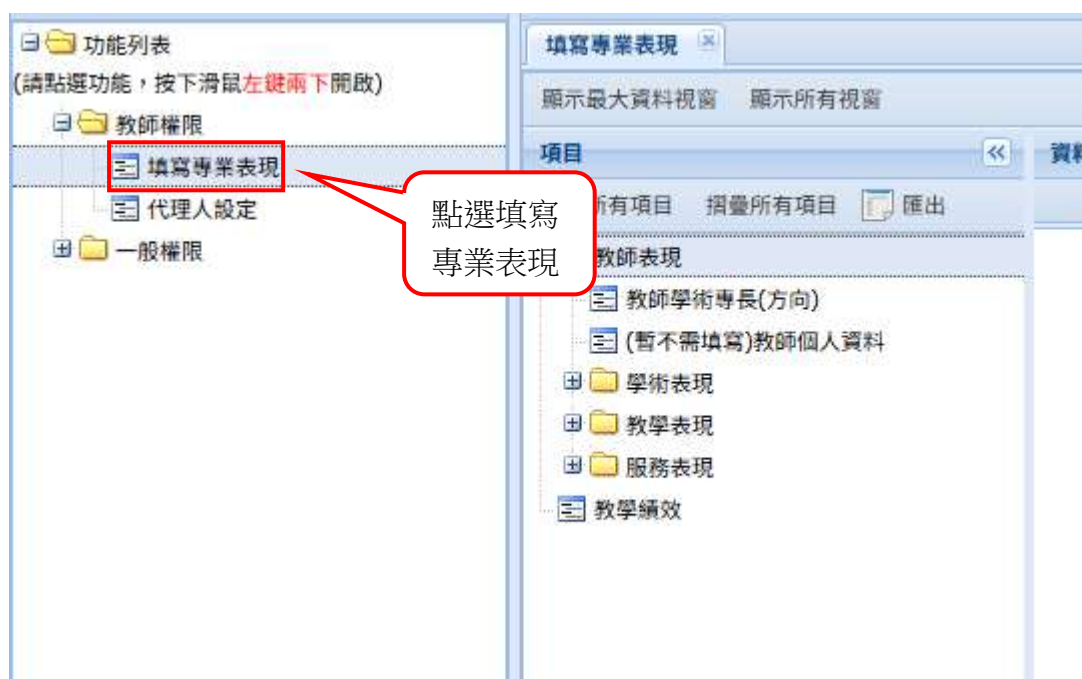 功能列表
(請點選功能，按下滑鼠左鍵兩下開啟)
教師權限
填寫專業表現
代理人設定
一般權限
點選填寫
專業表現
填寫專業表現
顯示最大資料視窗 顯示所有視窗
項目
所有項目 摺疊所有項目 匯出
教師表現
教師學術專長(方向)
(暫不需填寫)教師個人資料
學術表現
教學表現
服務表現
教學績效